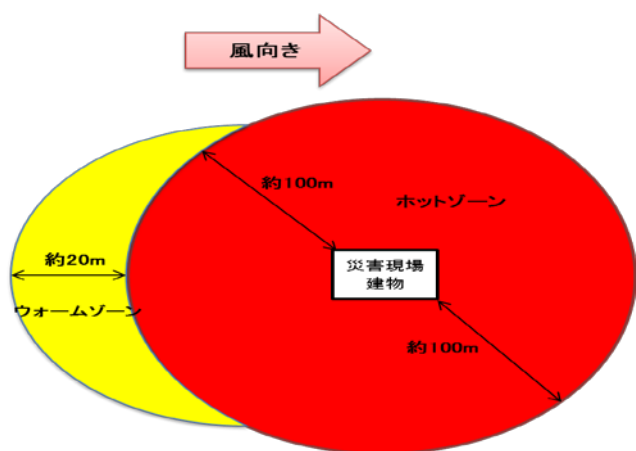 風向き
約100m
ホットゾーン
災害現場
建物
約20m
ウォームゾーン
約100m